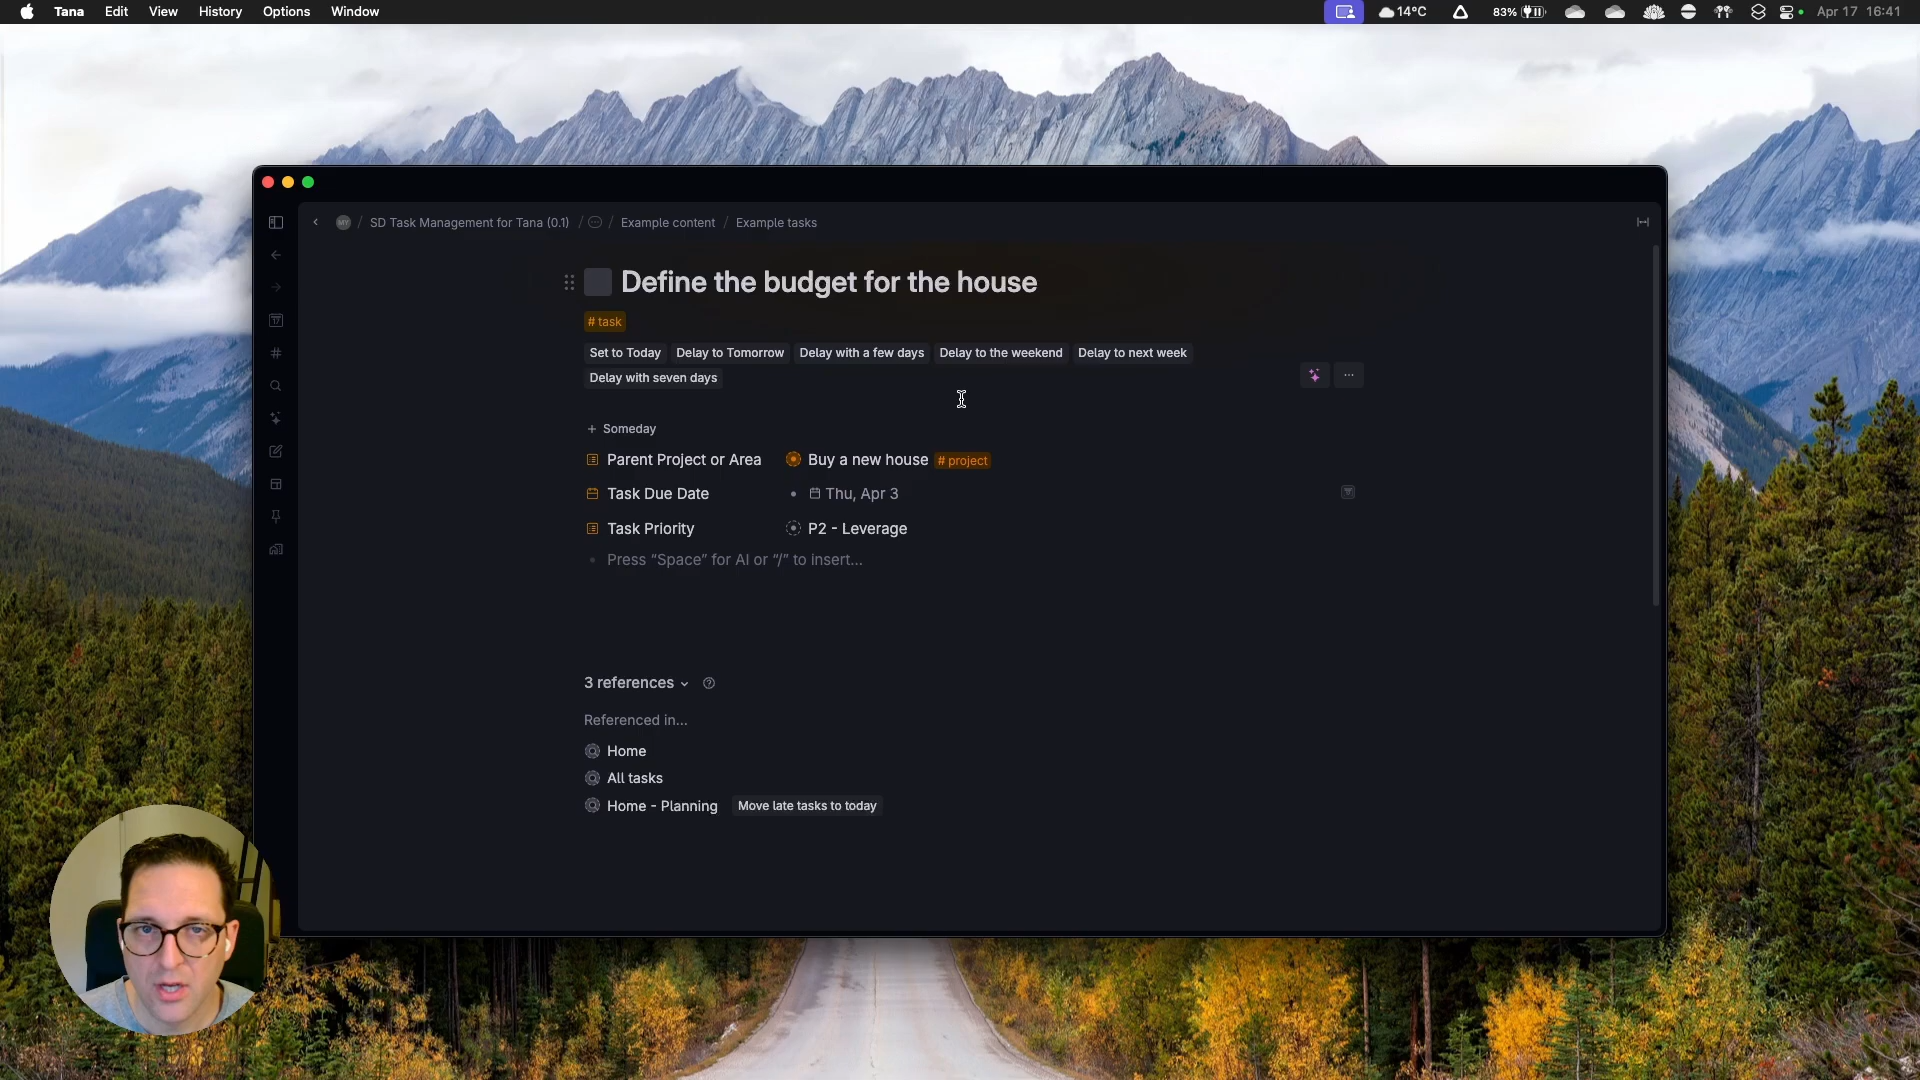 Tana Edit View History Options Window
14°C 83% Apr 17 16:41
MY / SD Task Management for Tana (0.1) / / Example content / Example tasks
Define the budget for the house
# task
Set to Today Delay to Tomorrow Delay with a few days Delay to the weekend Delay to next week
Delay with seven days
+ Someday
Parent Project or Area Buy a new house # project
Task Due Date Thu, Apr 3
Task Priority P2 - Leverage
Press “Space” for AI or “/” to insert...
3 references
Referenced in...
Home
All tasks
Home - Planning Move late tasks to today